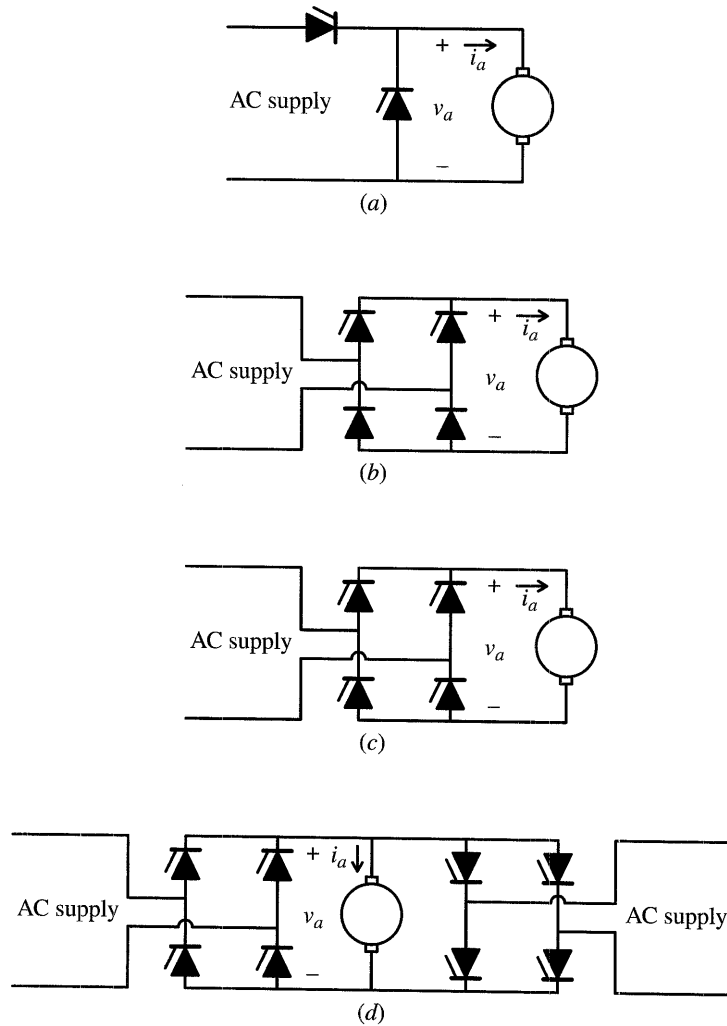 + i_a
AC supply v_a
−
(a)
+ i_a
AC supply v_a
−
(b)
+ i_a
AC supply v_a
−
(c)
+ i_a
AC supply v_a AC supply
−
(d)